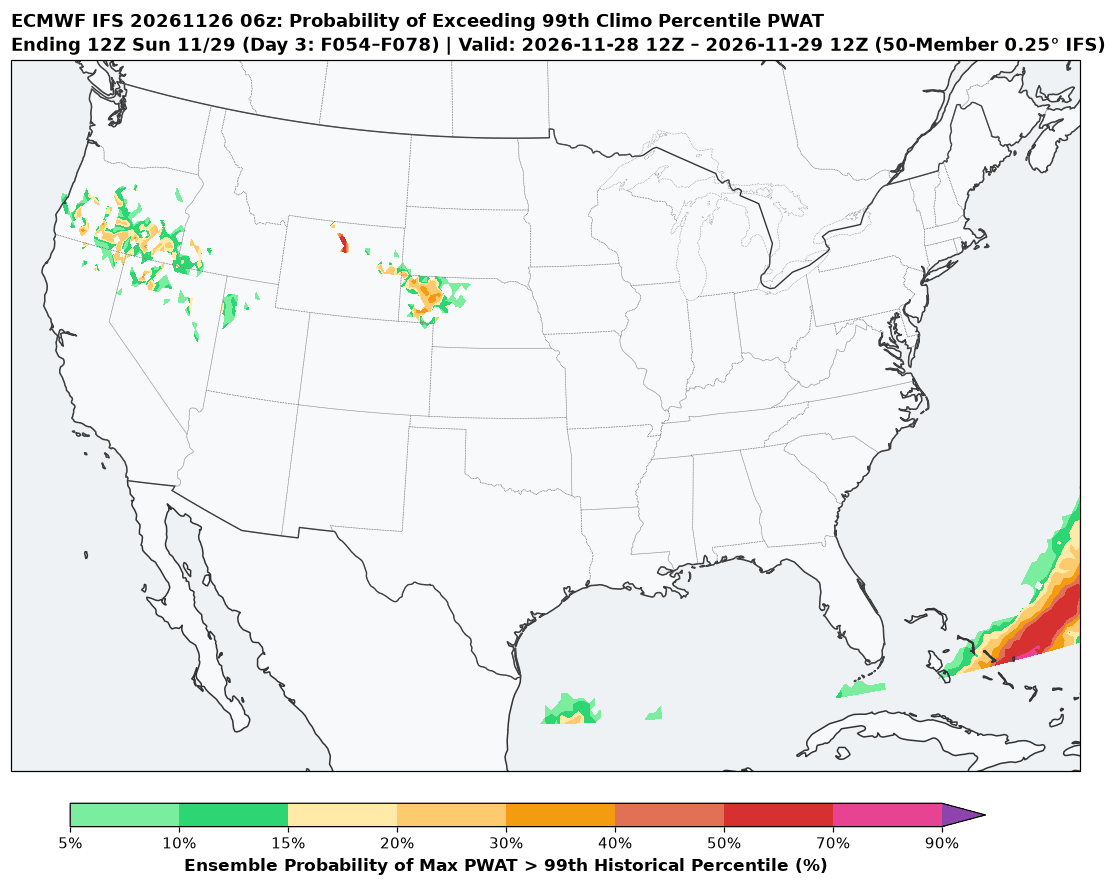 ECMWF IFS 20261126 06z: Probability of Exceeding 99th Climo Percentile PWAT
Ending 12Z Sun 11/29 (Day 3: F054–F078) | Valid: 2026-11-28 12Z – 2026-11-29 12Z (50-Member 0.25° IFS)
5% 10% 15% 20% 30% 40% 50% 70% 90%
Ensemble Probability of Max PWAT > 99th Historical Percentile (%)